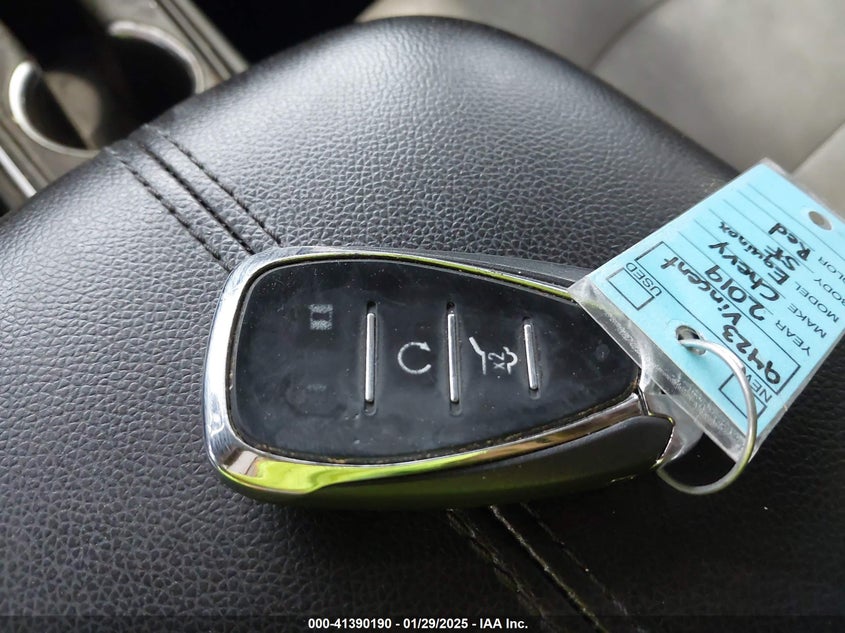 x2
USED
NEW
9423 Vincent
YEAR 2019
MAKE Chevy
MODEL Equinox
BODY
COLOR Red
000-41390190 - 01/29/2025 - IAA Inc.